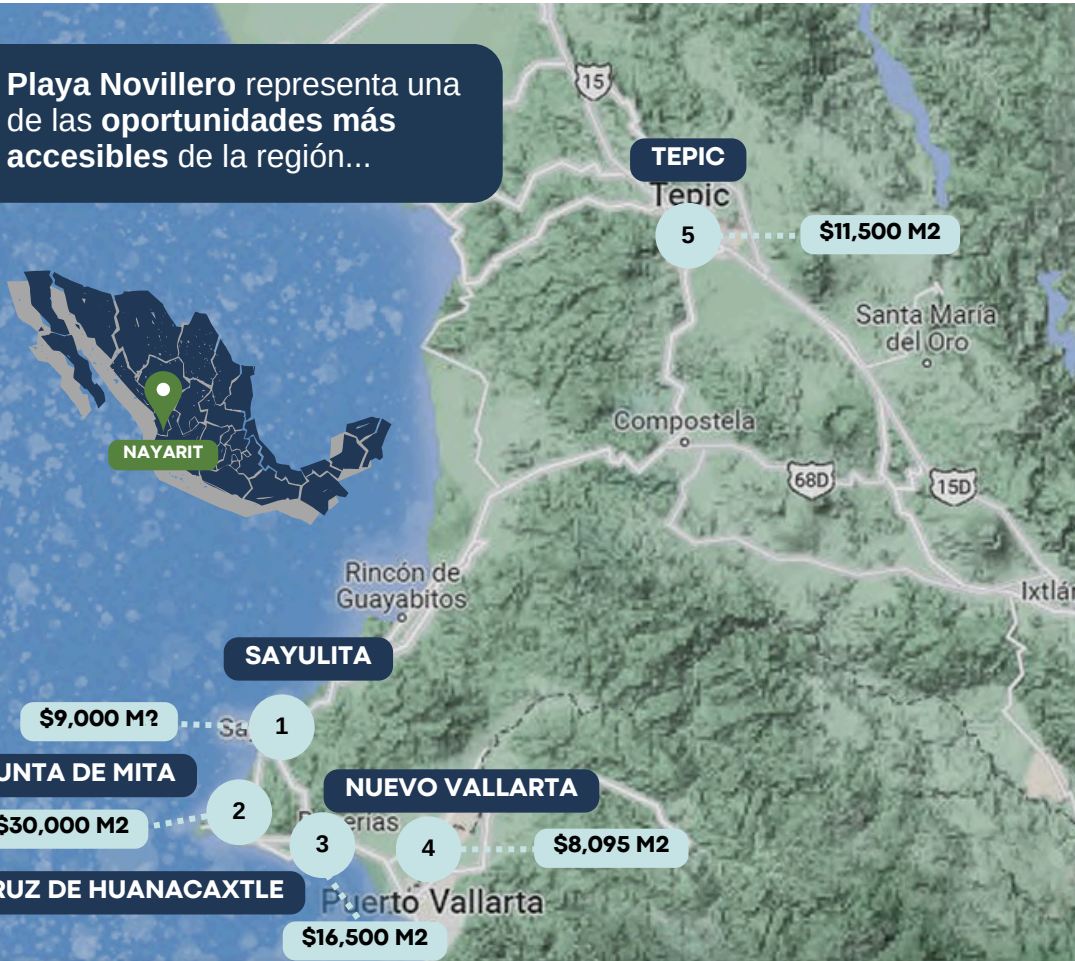 Playa Novillero representa una
de las oportunidades más
accesibles de la región...
15
TEPIC
Tepic
5
$11,500 M2
Santa María
del Oro
NAYARIT
Compostela
68D
15D
Rincón de
Guayabitos
Ixtlán
SAYULITA
$9,000 M2
1
UNTA DE MITA
NUEVO VALLARTA
$30,000 M2
2
3
4
$8,095 M2
RUZ DE HUANACAXTLE
Puerto Vallarta
$16,500 M2